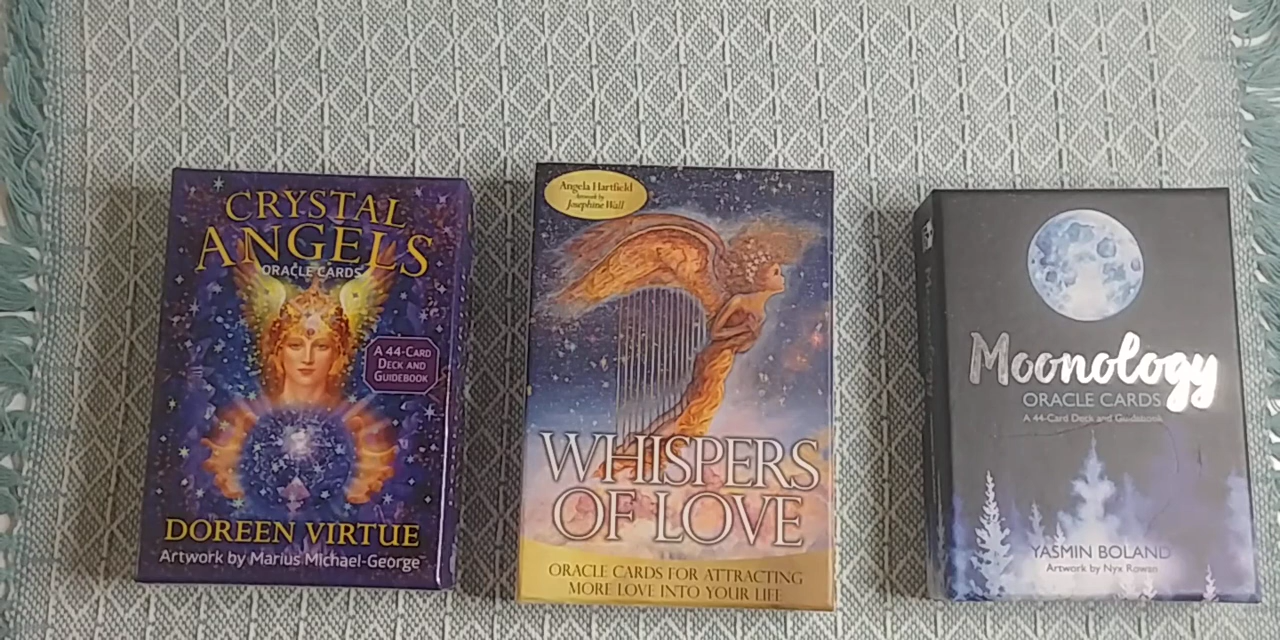 CRYSTAL
ANGELS
ORACLE CARDS
A 44-CARD
DECK AND
GUIDEBOOK
DOREEN VIRTUE
Artwork by Marius Michael-George
Angela Hartfield
Artwork by
Josephine Wall
WHISPERS
OF LOVE
ORACLE CARDS FOR ATTRACTING
MORE LOVE INTO YOUR LIFE
Moonology
ORACLE CARDS
A 44-Card Deck and Guidebook
YASMIN BOLAND
Artwork by Nyx Rowan